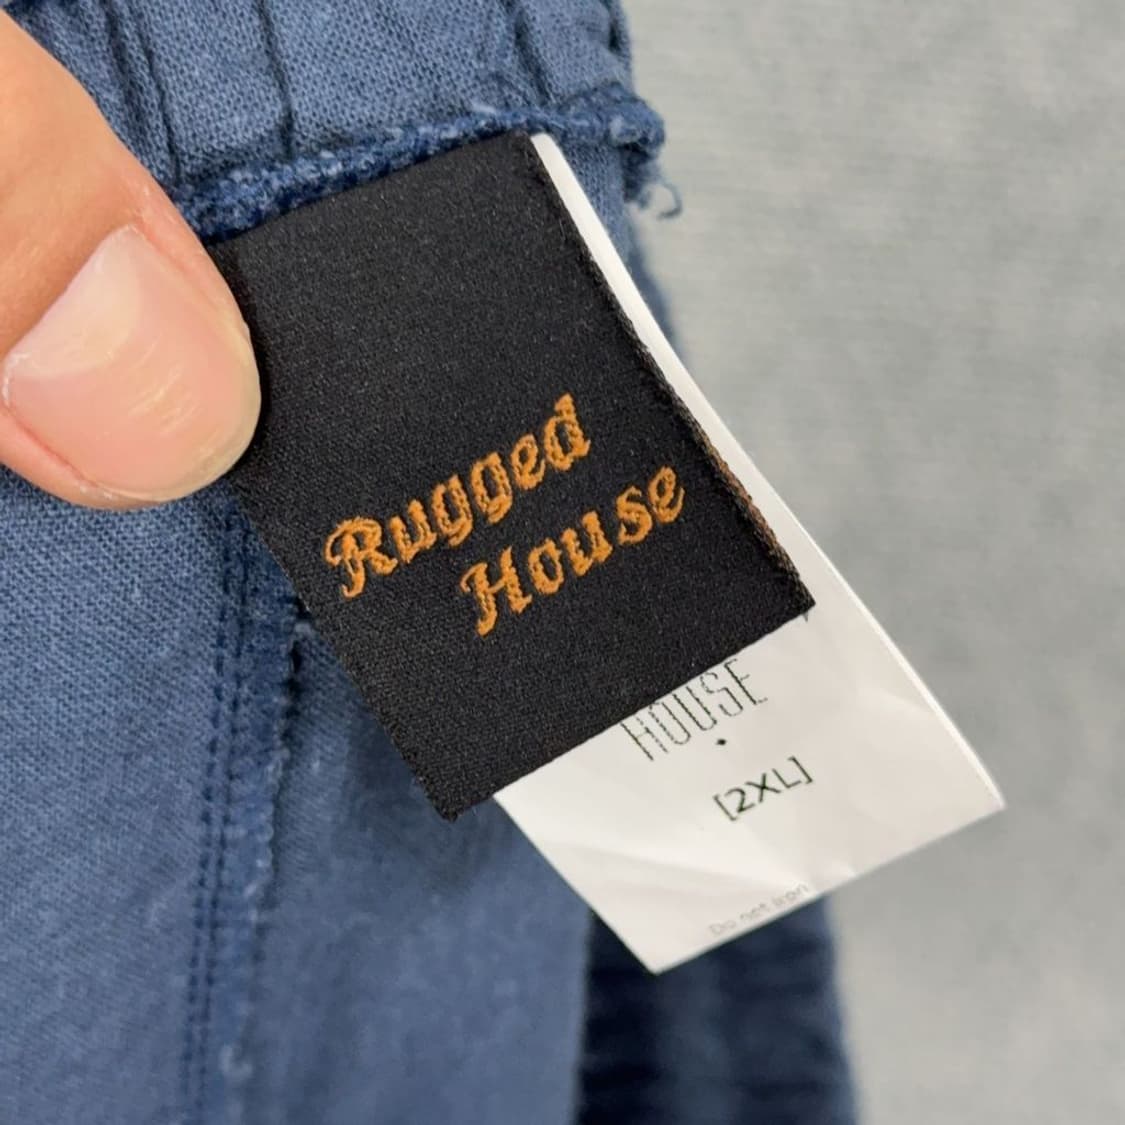 Rugged
House
HOUSE
[2XL]
Do not iron